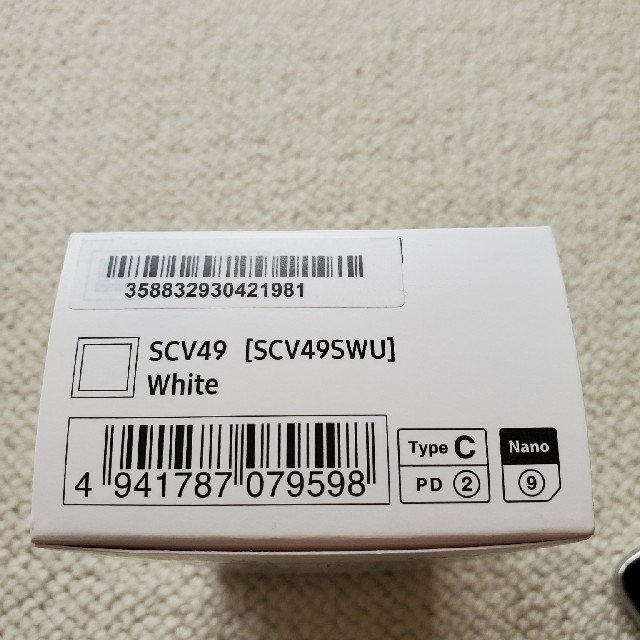 358832930421981
SCV49 [SCV49SWU]
White
4 941787 079598
Type C
PD ②
Nano
⑨